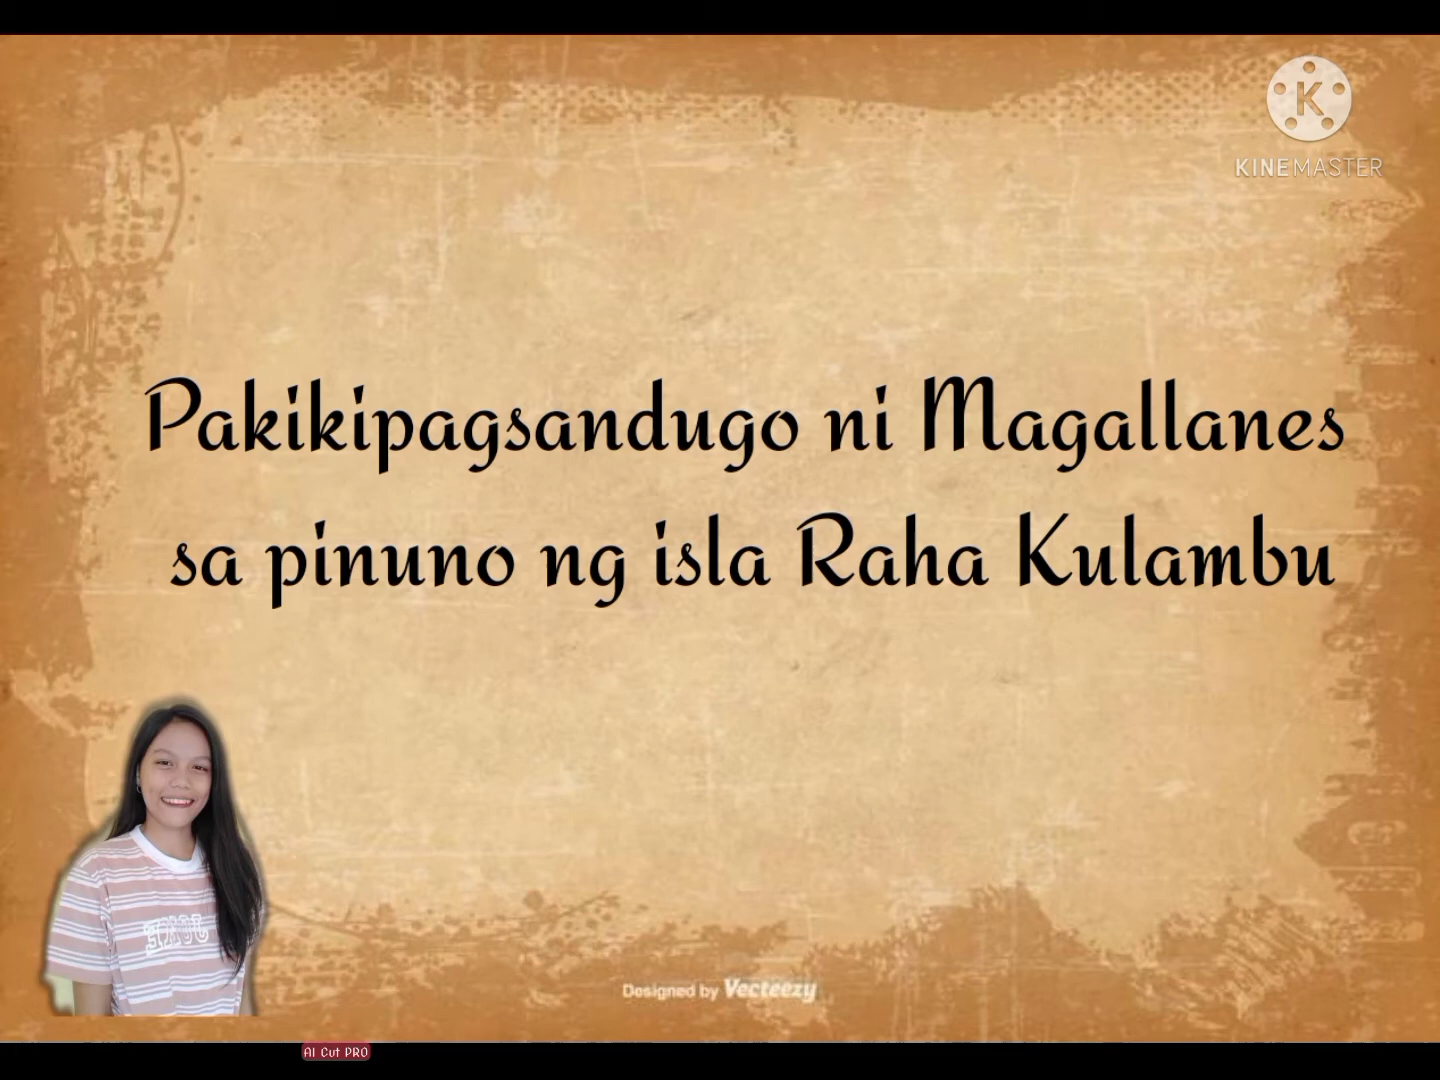 KINEMASTER
Pakikipagsandugo ni Magallanes
sa pinuno ng isla Raha Kulambu
Designed by Vecteezy
AI Cut PRO